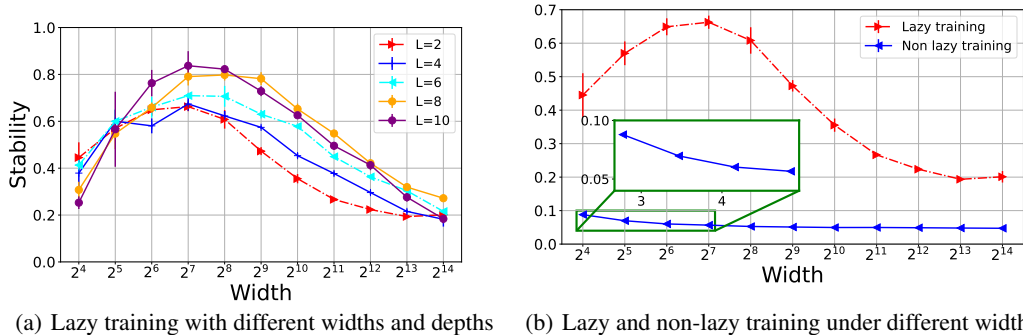 1.0
0.8
0.6
0.4
0.2
0.0
Stability
L=2
L=4
L=6
L=8
L=10
2^4 2^5 2^6 2^7 2^8 2^9 2^10 2^11 2^12 2^13 2^14
Width
(a) Lazy training with different widths and depths
0.7
0.6
0.5
0.4
0.3
0.2
0.1
0.0
Lazy training
Non lazy training
0.10
0.05
3 4
2^4 2^5 2^6 2^7 2^8 2^9 2^10 2^11 2^12 2^13 2^14
Width
(b) Lazy and non-lazy training under different width